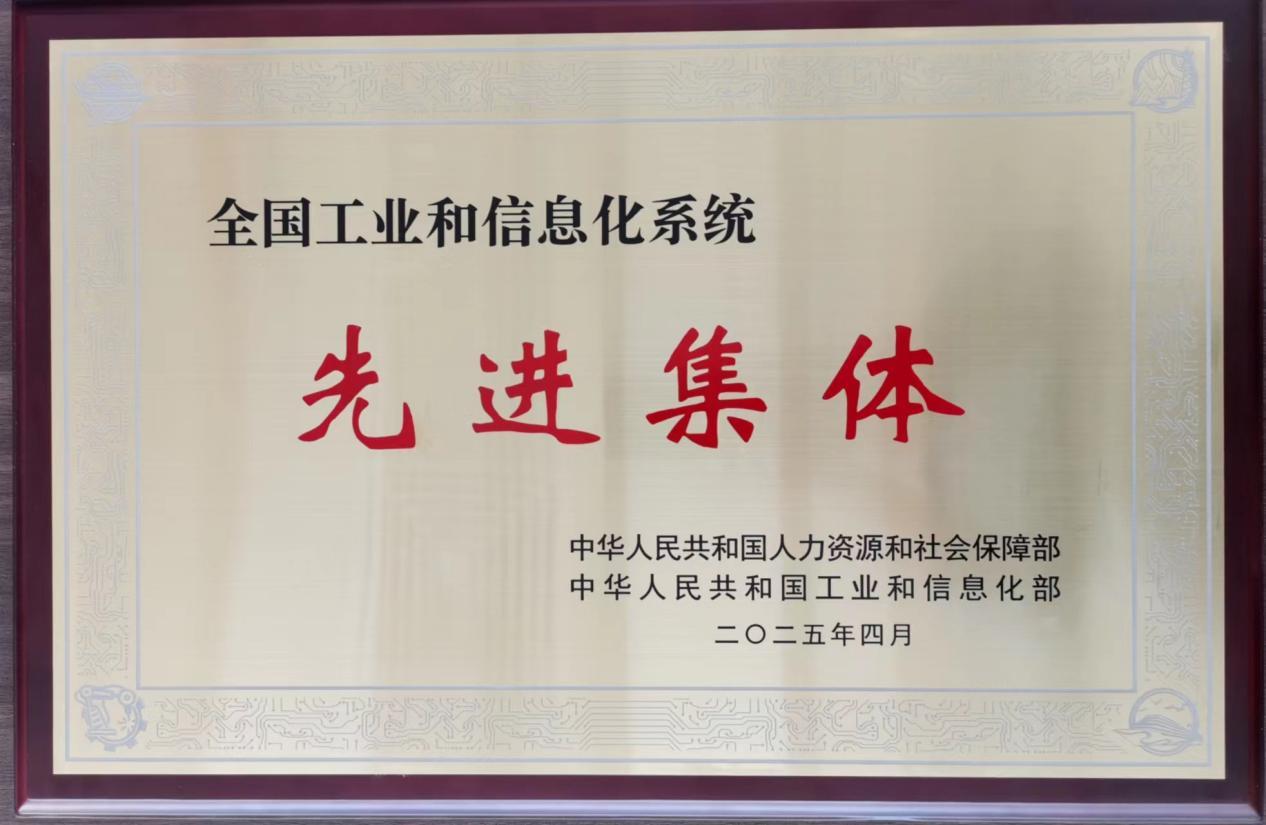 全国工业和信息化系统
先进集体
中华人民共和国人力资源和社会保障部
中华人民共和国工业和信息化部
二〇二五年四月